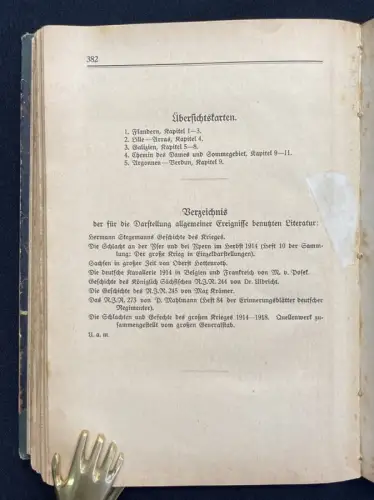 382
Übersichtskarten.
1. Flandern, Kapitel 1—3.
2. Lille—Arras, Kapitel 4.
3. Galizien, Kapitel 5—8.
4. Chemin des Dames und Sommegebiet, Kapitel 9—11.
5. Argonnen—Verdun, Kapitel 9.
Verzeichnis
der für die Darstellung allgemeiner Ereignisse benutzten Literatur:
Hermann Stegemanns Geschichte des Krieges.
Die Schlacht an der Yser und bei Ypern im Herbst 1914 (Heft 10 der Samm-
lung: Der große Krieg in Einzeldarstellungen).
Sachsen in großer Zeit von Oberst Hottenroth.
Die deutsche Kavallerie 1914 in Belgien und Frankreich von M. v. Posek.
Geschichte des Königlich Sächsischen R.J.R. 244 von Dr. Ulbricht.
Die Geschichte des R.J.R. 245 von Max Krämer.
Das R.J.R. 273 von P. Mahlmann (Heft 84 der Erinnerungsblätter deutscher
Regimenter).
Die Schlachten und Gefechte des großen Krieges 1914—1918. Quellenwerk zu-
sammengestellt vom großen Generalstab.
U. a. m.